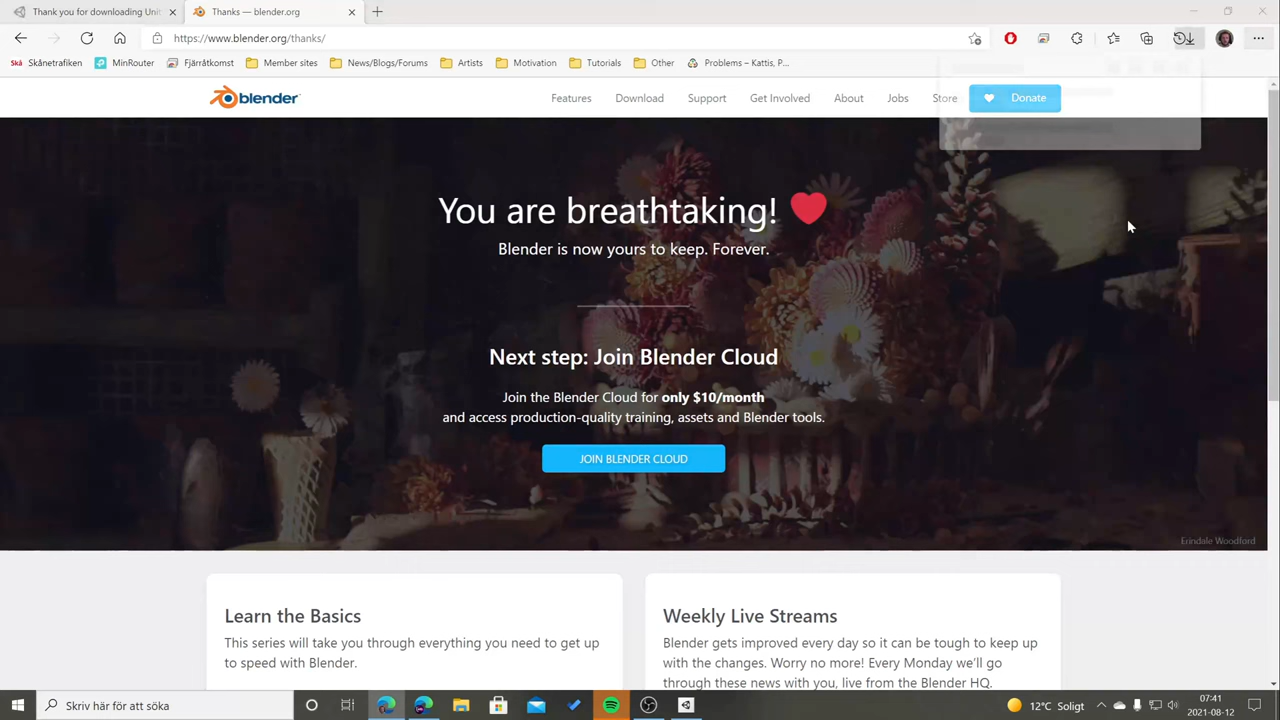 Thank you for downloading Unit
Thanks — blender.org
https://www.blender.org/thanks/
Skå Skånetrafiken
MinRouter
Fjärråtkomst
Member sites
News/Blogs/Forums
Artists
Motivation
Tutorials
Other
Problems – Kattis, P...
blender
Features
Download
Support
Get Involved
About
Jobs
Store
Donate
You are breathtaking!
Blender is now yours to keep. Forever.
Next step: Join Blender Cloud
Join the Blender Cloud for only $10/month
and access production-quality training, assets and Blender tools.
JOIN BLENDER CLOUD
Erindale Woodford
Learn the Basics
This series will take you through everything you need to get up
to speed with Blender.
Weekly Live Streams
Blender gets improved every day so it can be tough to keep up
with the changes. Worry no more! Every Monday we'll go
through these news with you, live from the Blender HQ.
Skriv här för att söka
12°C Soligt
07:41
2021-08-12